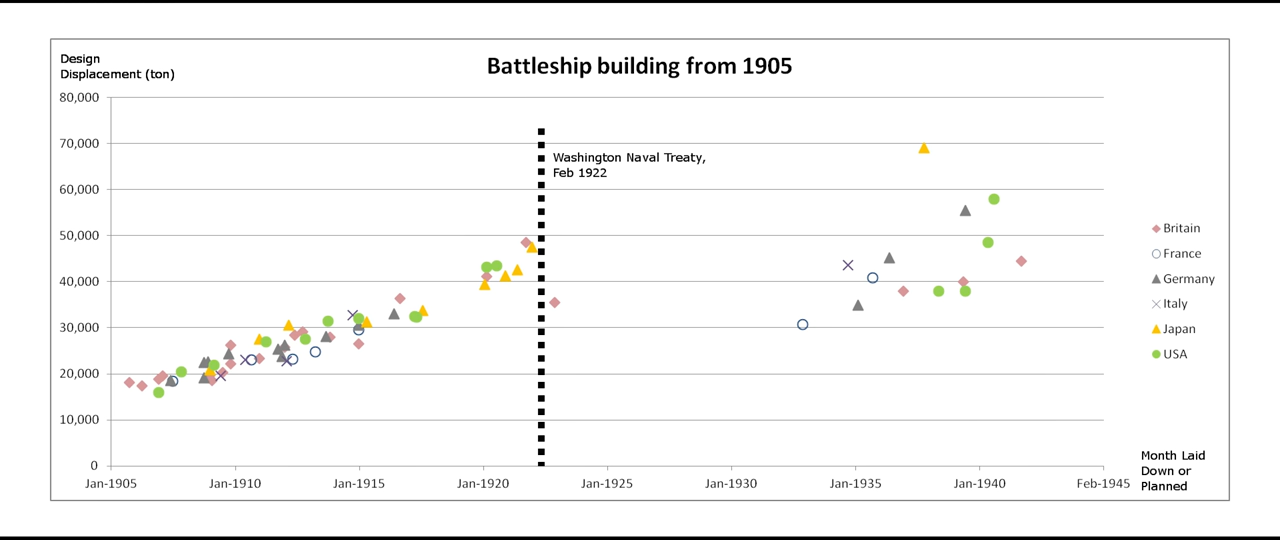 Design
Displacement (ton)
Battleship building from 1905
80,000
70,000
60,000
50,000
40,000
30,000
20,000
10,000
0
Washington Naval Treaty,
Feb 1922
Britain
France
Germany
Italy
Japan
USA
Jan-1905 Jan-1910 Jan-1915 Jan-1920 Jan-1925 Jan-1930 Jan-1935 Jan-1940 Feb-1945
Month Laid
Down or
Planned